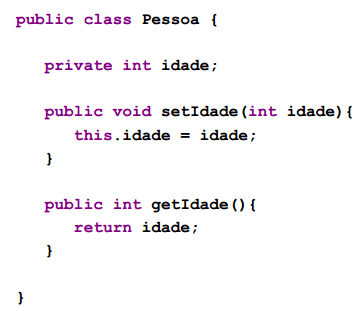 public class Pessoa {
private int idade;
public void setIdade(int idade){
this.idade = idade;
}
public int getIdade(){
return idade;
}
}